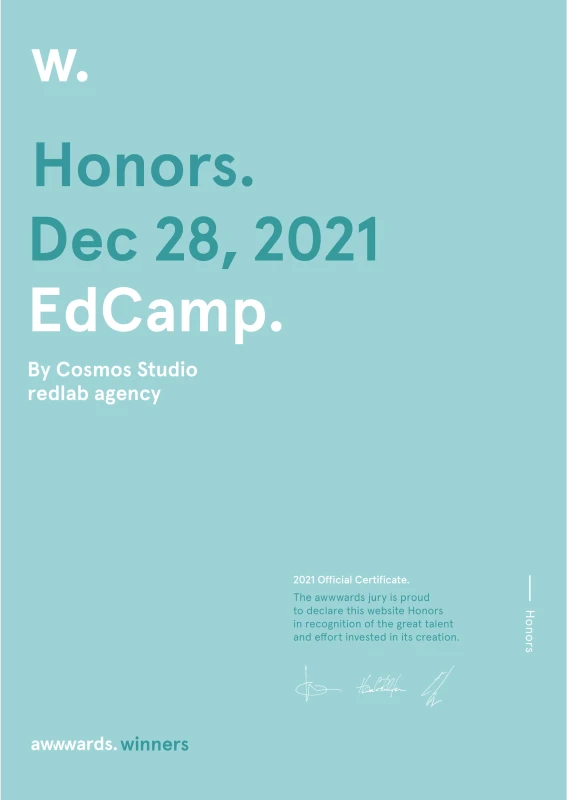 w.
Honors.
Dec 28, 2021
EdCamp.
By Cosmos Studio
redlab agency
2021 Official Certificate.
The awwwards jury is proud
to declare this website Honors
in recognition of the great talent
and effort invested in its creation.
Honors
awwwards.winners